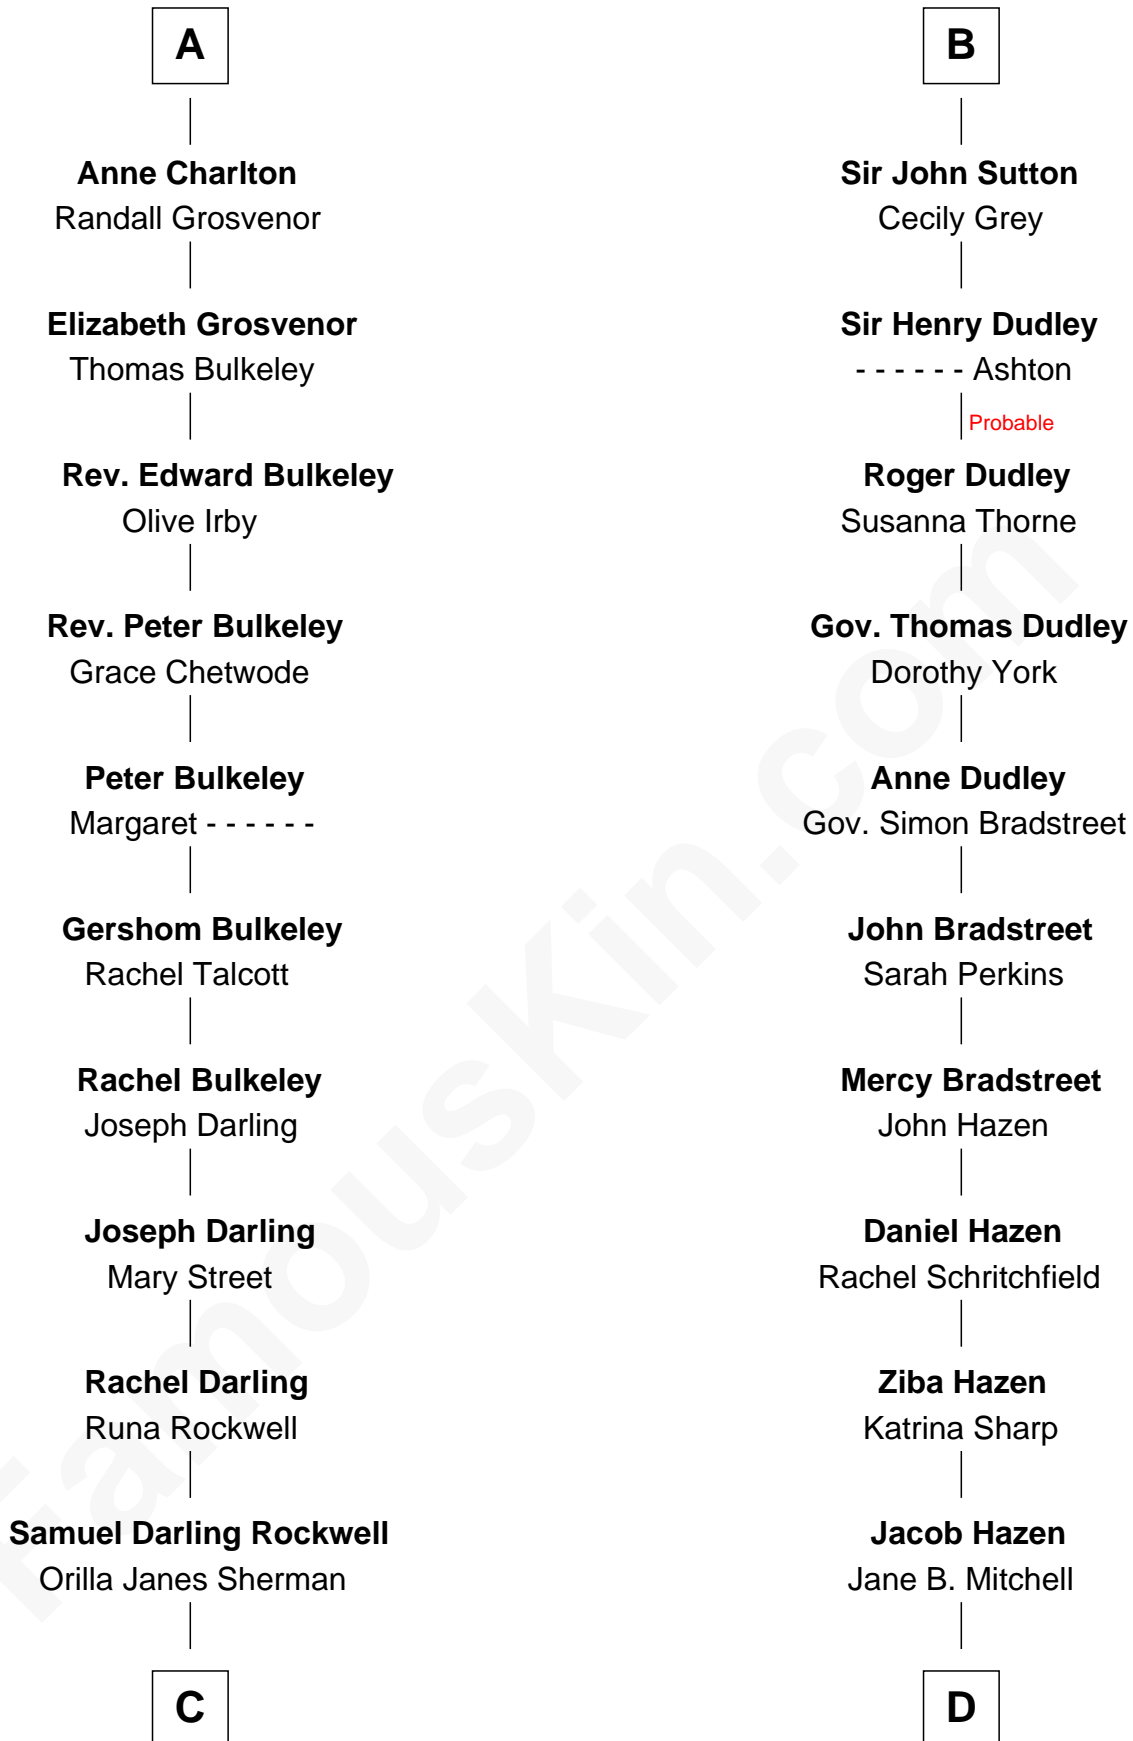 A
Anne Charlton
Randall Grosvenor
Elizabeth Grosvenor
Thomas Bulkeley
Rev. Edward Bulkeley
Olive Irby
Rev. Peter Bulkeley
Grace Chetwode
Peter Bulkeley
Margaret - - - - - -
Gershom Bulkeley
Rachel Talcott
Rachel Bulkeley
Joseph Darling
Joseph Darling
Mary Street
Rachel Darling
Runa Rockwell
Samuel Darling Rockwell
Orilla Janes Sherman
C
B
Sir John Sutton
Cecily Grey
Sir Henry Dudley
- - - - - - Ashton
Probable
Roger Dudley
Susanna Thorne
Gov. Thomas Dudley
Dorothy York
Anne Dudley
Gov. Simon Bradstreet
John Bradstreet
Sarah Perkins
Mercy Bradstreet
John Hazen
Daniel Hazen
Rachel Schritchfield
Ziba Hazen
Katrina Sharp
Jacob Hazen
Jane B. Mitchell
D
FamousKin.com